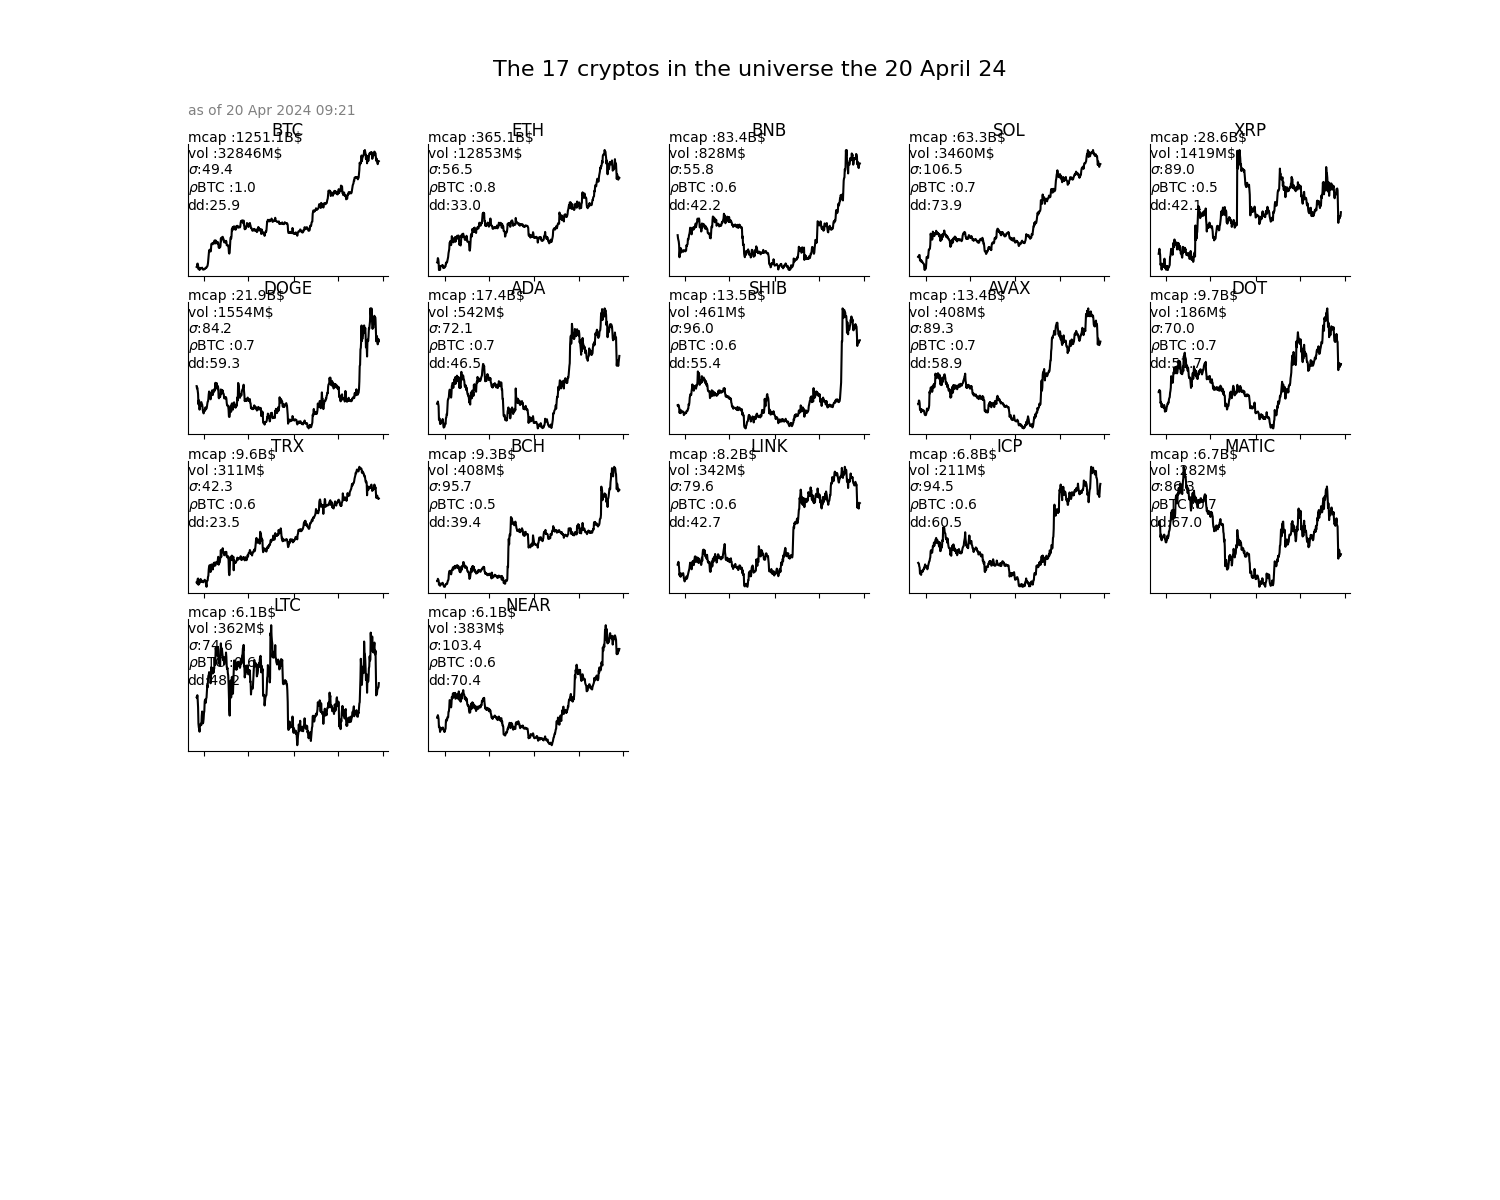 The 17 cryptos in the universe the 20 April 24
as of 20 Apr 2024 09:21
BTC
mcap :1251.1B$
vol :32846M$
σ:49.4
ρBTC :1.0
dd:25.9
ETH
mcap :365.1B$
vol :12853M$
σ:56.5
ρBTC :0.8
dd:33.0
BNB
mcap :83.4B$
vol :828M$
σ:55.8
ρBTC :0.6
dd:42.2
SOL
mcap :63.3B$
vol :3460M$
σ:106.5
ρBTC :0.7
dd:73.9
XRP
mcap :28.6B$
vol :1419M$
σ:89.0
ρBTC :0.5
dd:42.1
DOGE
mcap :21.9B$
vol :1554M$
σ:84.2
ρBTC :0.7
dd:59.3
ADA
mcap :17.4B$
vol :542M$
σ:72.1
ρBTC :0.7
dd:46.5
SHIB
mcap :13.5B$
vol :461M$
σ:96.0
ρBTC :0.6
dd:55.4
AVAX
mcap :13.4B$
vol :408M$
σ:89.3
ρBTC :0.7
dd:58.9
DOT
mcap :9.7B$
vol :186M$
σ:70.0
ρBTC :0.7
TRX
mcap :9.6B$
vol :311M$
σ:42.3
ρBTC :0.6
dd:23.5
BCH
mcap :9.3B$
vol :408M$
σ:95.7
ρBTC :0.5
dd:39.4
LINK
mcap :8.2B$
vol :342M$
σ:79.6
ρBTC :0.6
dd:42.7
ICP
mcap :6.8B$
vol :211M$
σ:94.5
ρBTC :0.6
dd:60.5
MATIC
mcap :6.7B$
vol :282M$
σ:86.3
ρBTC :0.7
dd:67.0
LTC
mcap :6.1B$
vol :362M$
σ:74.6
ρBTC :0.6
dd:48.2
NEAR
mcap :6.1B$
vol :383M$
σ:103.4
ρBTC :0.6
dd:70.4